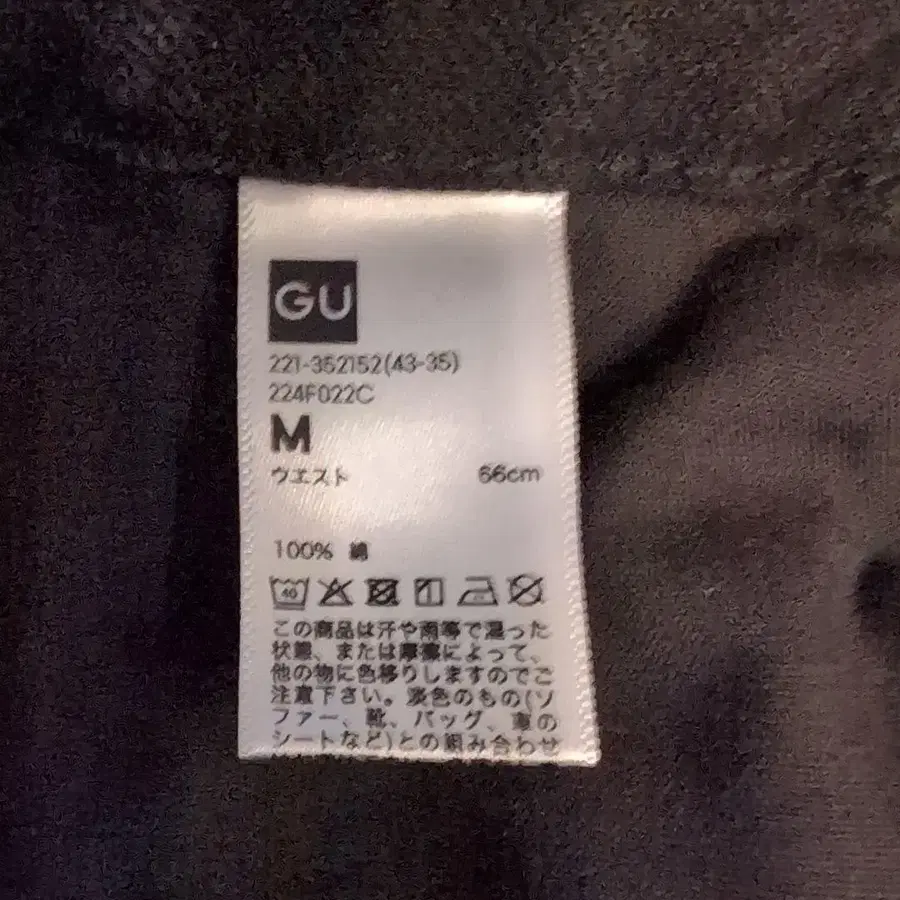 GU
221-352152(43-35)
224F022C
M
ウエスト 66cm
100% 綿
40
この商品は汗や雨等で湿った
状態、または摩擦によって、
他の物に色移りしますのでご
注意下さい。淡色のもの(ソ
ファー、靴、バッグ、車の
シートなど)との組み合わせ